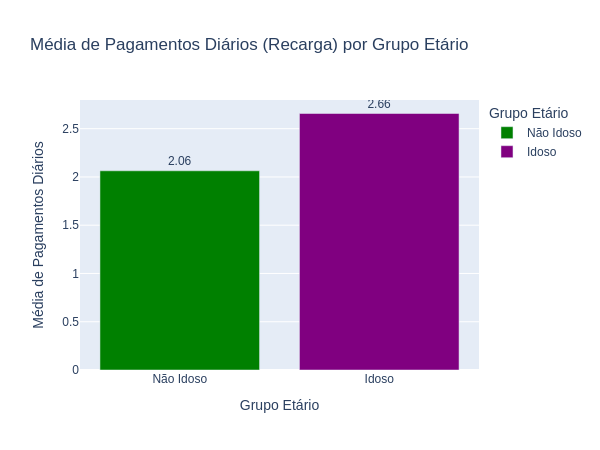 Média de Pagamentos Diários (Recarga) por Grupo Etário
Grupo Etário
Não Idoso
Idoso
Média de Pagamentos Diários
2.5
2
1.5
1
0.5
0
2.06
2.66
Não Idoso
Idoso
Grupo Etário